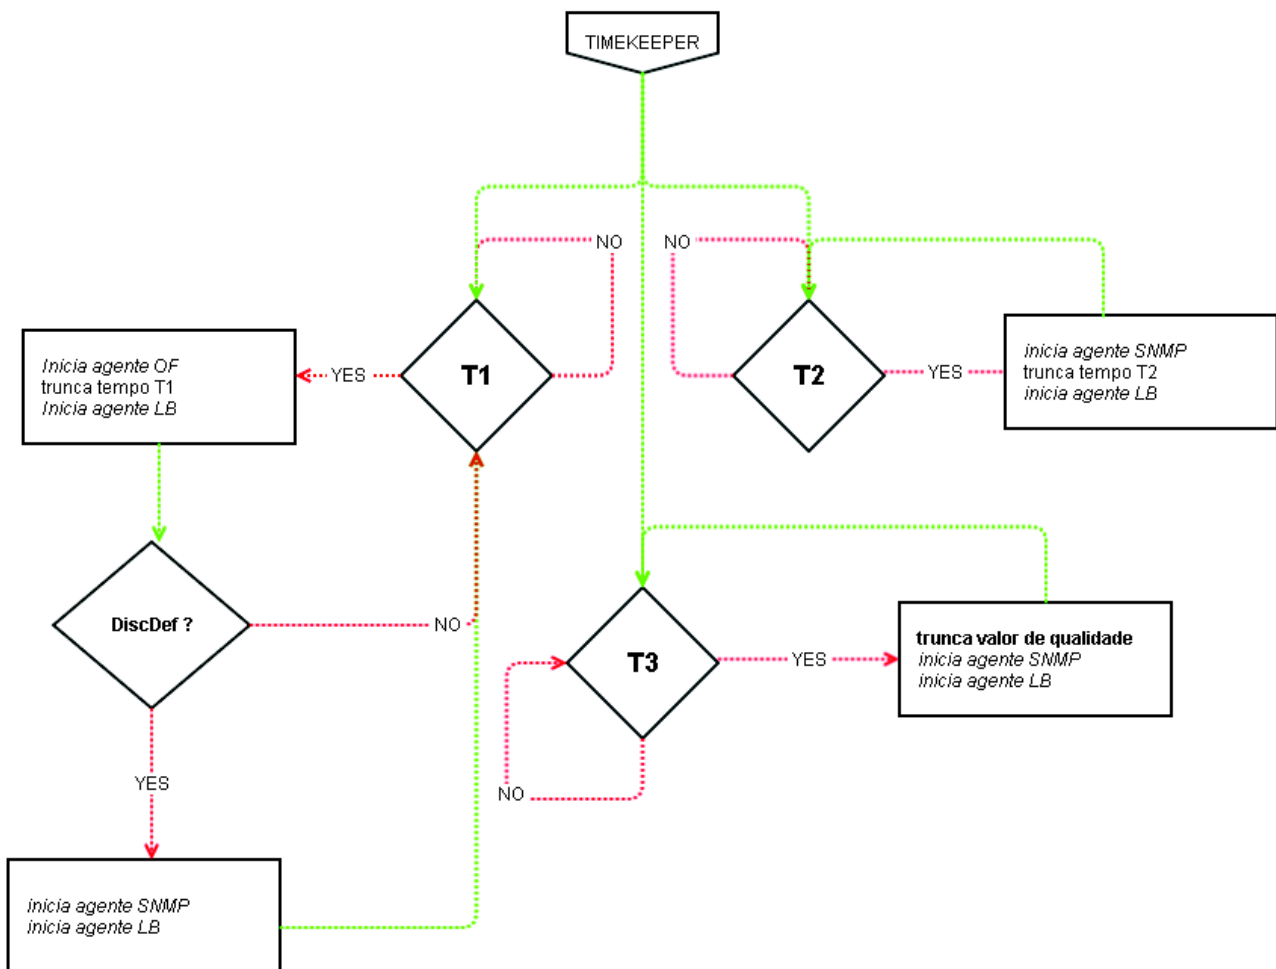 TIMEKEEPER
NO
NO
T1
T2
YES
YES
Inicia agente OF
trunca tempo T1
Inicia agente LB
inicia agente SNMP
trunca tempo T2
inicia agente LB
DiscDef ?
NO
T3
YES
trunca valor de qualidade
inicia agente SNMP
inicia agente LB
NO
YES
inicia agente SNMP
inicia agente LB